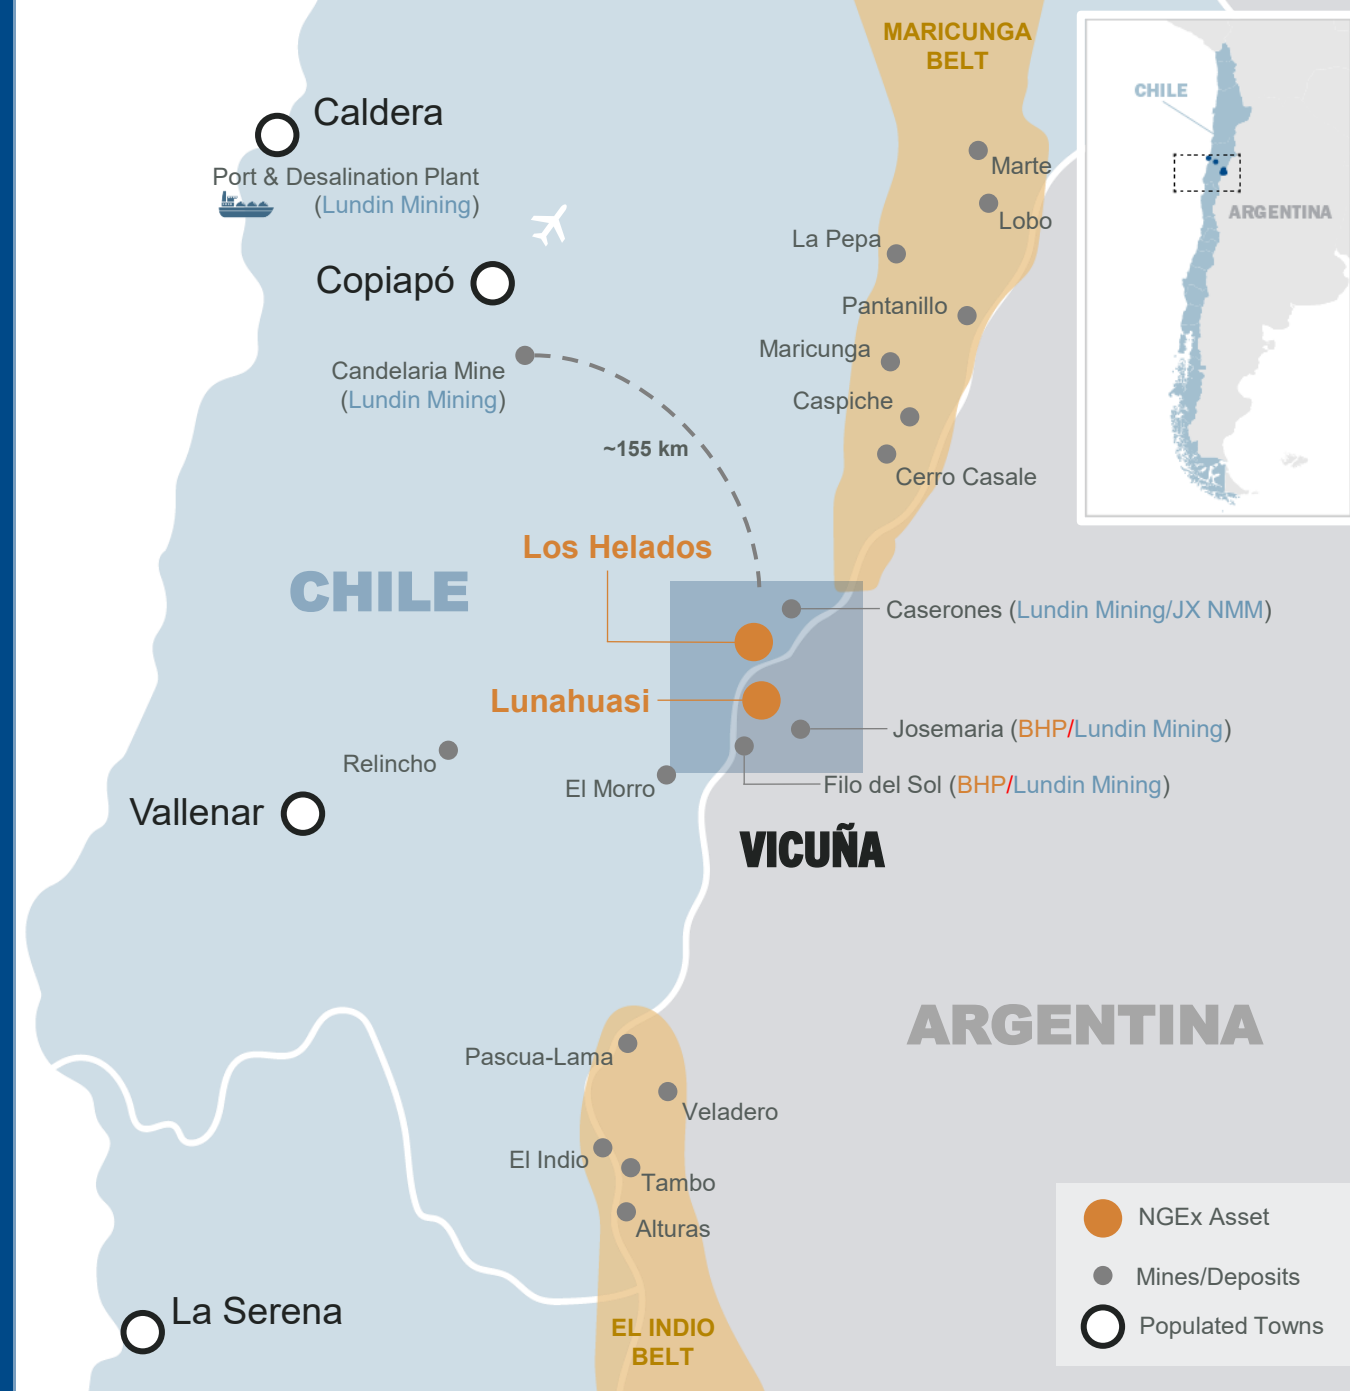 MARICUNGA
BELT
CHILE
ARGENTINA
Caldera
Port & Desalination Plant
(Lundin Mining)
Copiapó
Marte
Lobo
La Pepa
Pantanillo
Maricunga
Caspiche
Cerro Casale
Candelaria Mine
(Lundin Mining)
~155 km
Los Helados
CHILE
Caserones (Lundin Mining/JX NMM)
Lunahuasi
Josemaria (BHP/Lundin Mining)
Relincho
El Morro
Filo del Sol (BHP/Lundin Mining)
Vallenar
VICUÑA
ARGENTINA
Pascua-Lama
Veladero
El Indio
Tambo
Alturas
La Serena
EL INDIO
BELT
NGEx Asset
Mines/Deposits
Populated Towns